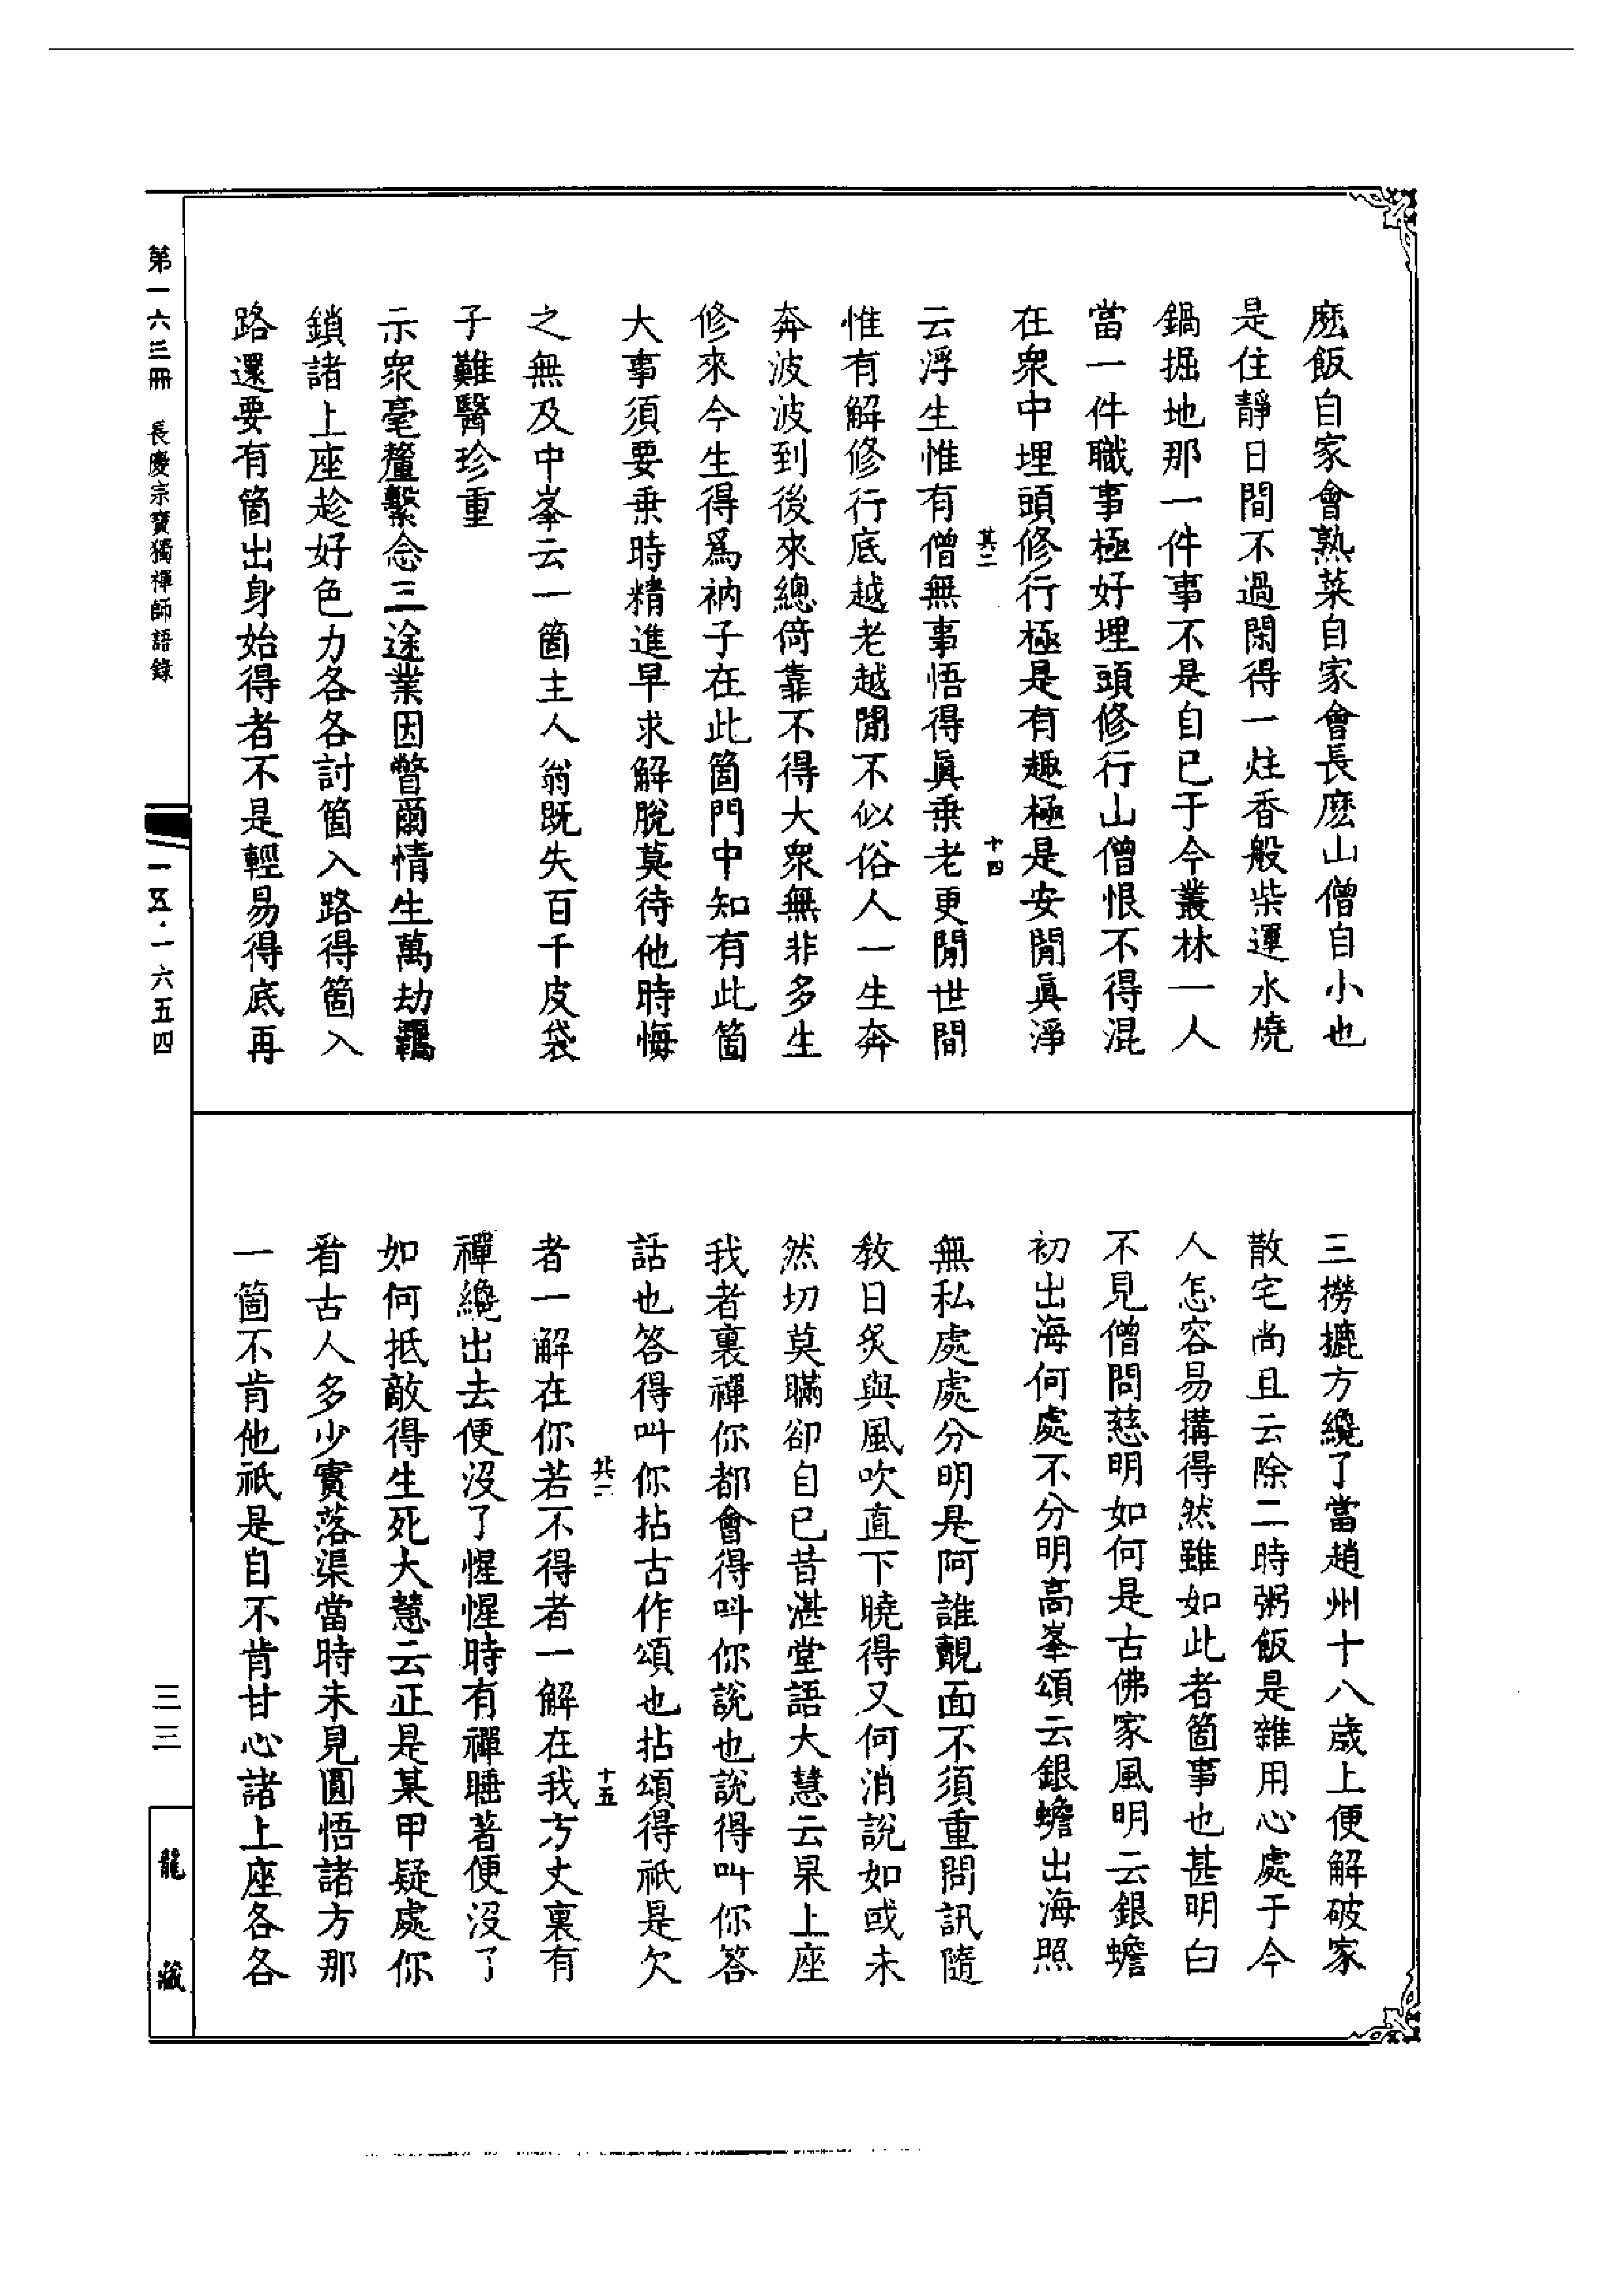 麽飯自家會熟菜自家會長麽山僧自小也
是住靜日間不過閑得一炷香般柴運水燒
鍋掘地那一件事不是自已于今叢林一人
當一件職事極好埋頭修行山僧恨不得混
在衆中埋頭修行極是有趣極是安閒眞淨
其二
十四
云浮生惟有僧無事悟得眞乗老更閒世間
惟有解修行底越老越閒不似俗人一生奔
奔波波到後來總倚靠不得大衆無非多生
修來今生得爲衲子在此箇門中知有此箇
大事須要乗時精進早求解脫莫待他時悔
之無及中峯云一箇主人翁既失百千皮袋
子難醫珍重
示衆毫釐繫念三途業因瞥爾情生萬劫羈
鎖諸上座趁好色力各各討箇入路得箇入
路還要有箇出身始得者不是輕易得底再
三撈摝方纔了當趙州十八歲上便解破家
散宅尚且云除二時粥飯是雜用心處于今
人怎容易搆得然雖如此者箇事也甚明白
不見僧問慈明如何是古佛家風明云銀蟾
初出海何處不分明高峯頌云銀蟾出海照
無私處處分明是阿誰覿面不須重問訊隨
教日炙與風吹直下曉得又何消說如或未
然切莫瞞卻自已昔湛堂語大慧云杲上座
我者裏禪你都會得叫你說也說得叫你答
話也答得叫你拈古作頌也拈頌得祇是欠
其二
十五
者一解在你若不得者一解在我方丈裏有
禪纔出去便沒了惺惺時有禪睡著便沒了
如何抵敵得生死大慧云正是某甲疑處你
看古人多少實落渠當時未見圓悟諸方那
一箇不肯他祇是自不肯甘心諸上座各各
第一六三冊 長慶宗寶獨禪師語錄
一五·一六五四
三三
龍藏